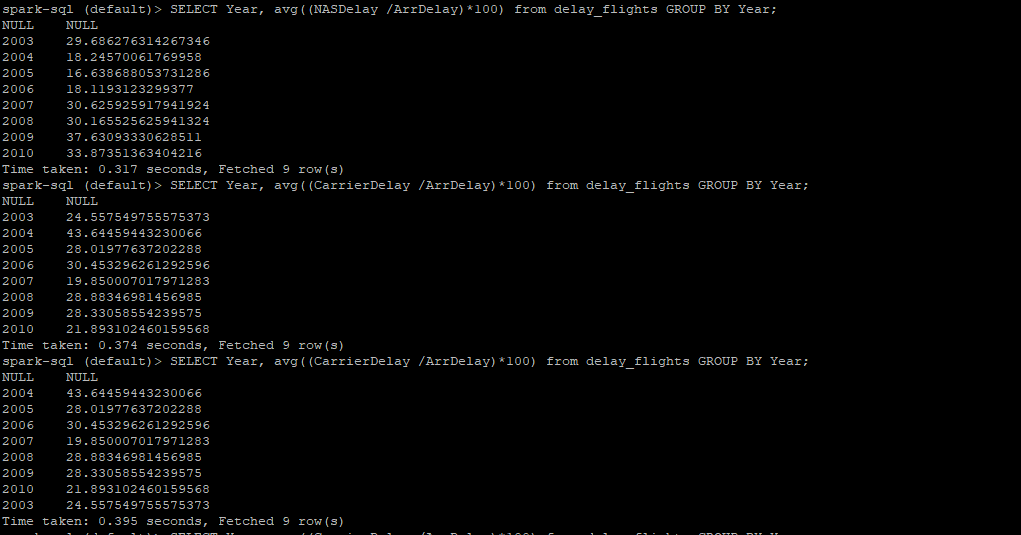 spark-sql (default)> SELECT Year, avg((NASDelay /ArrDelay)*100) from delay_flights GROUP BY Year;
NULL    NULL
2003    29.686276314267346
2004    18.24570061769958
2005    16.638688053731286
2006    18.1193123299377
2007    30.625925917941924
2008    30.165525625941324
2009    37.63093330628511
2010    33.87351363404216
Time taken: 0.317 seconds, Fetched 9 row(s)
spark-sql (default)> SELECT Year, avg((CarrierDelay /ArrDelay)*100) from delay_flights GROUP BY Year;
NULL    NULL
2003    24.557549755575373
2004    43.64459443230066
2005    28.01977637202288
2006    30.453296261292596
2007    19.850007017971283
2008    28.88346981456985
2009    28.33058554239575
2010    21.893102460159568
Time taken: 0.374 seconds, Fetched 9 row(s)
spark-sql (default)> SELECT Year, avg((CarrierDelay /ArrDelay)*100) from delay_flights GROUP BY Year;
NULL    NULL
2004    43.64459443230066
2005    28.01977637202288
2006    30.453296261292596
2007    19.850007017971283
2008    28.88346981456985
2009    28.33058554239575
2010    21.893102460159568
2003    24.557549755575373
Time taken: 0.395 seconds, Fetched 9 row(s)